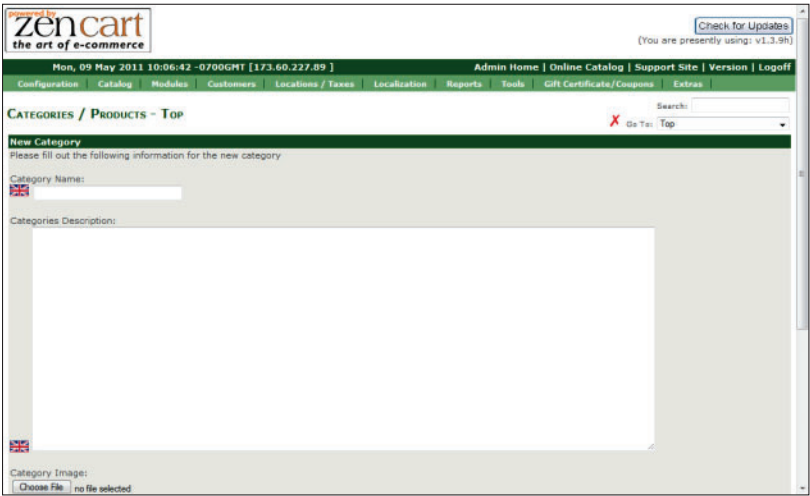 powered by
zencart
the art of e-commerce
Check for Updates
(You are presently using: v1.3.9h)
Mon, 09 May 2011 10:06:42 -0700GMT [173.60.227.89 ]
Admin Home | Online Catalog | Support Site | Version | Logoff
Configuration Catalog Modules Customers Locations / Taxes Localization Reports Tools Gift Certificate/Coupons Extras
Search:
Categories / Products - Top
Go To: Top
New Category
Please fill out the following information for the new category
Category Name:
Categories Description:
Category Image:
Choose File no file selected